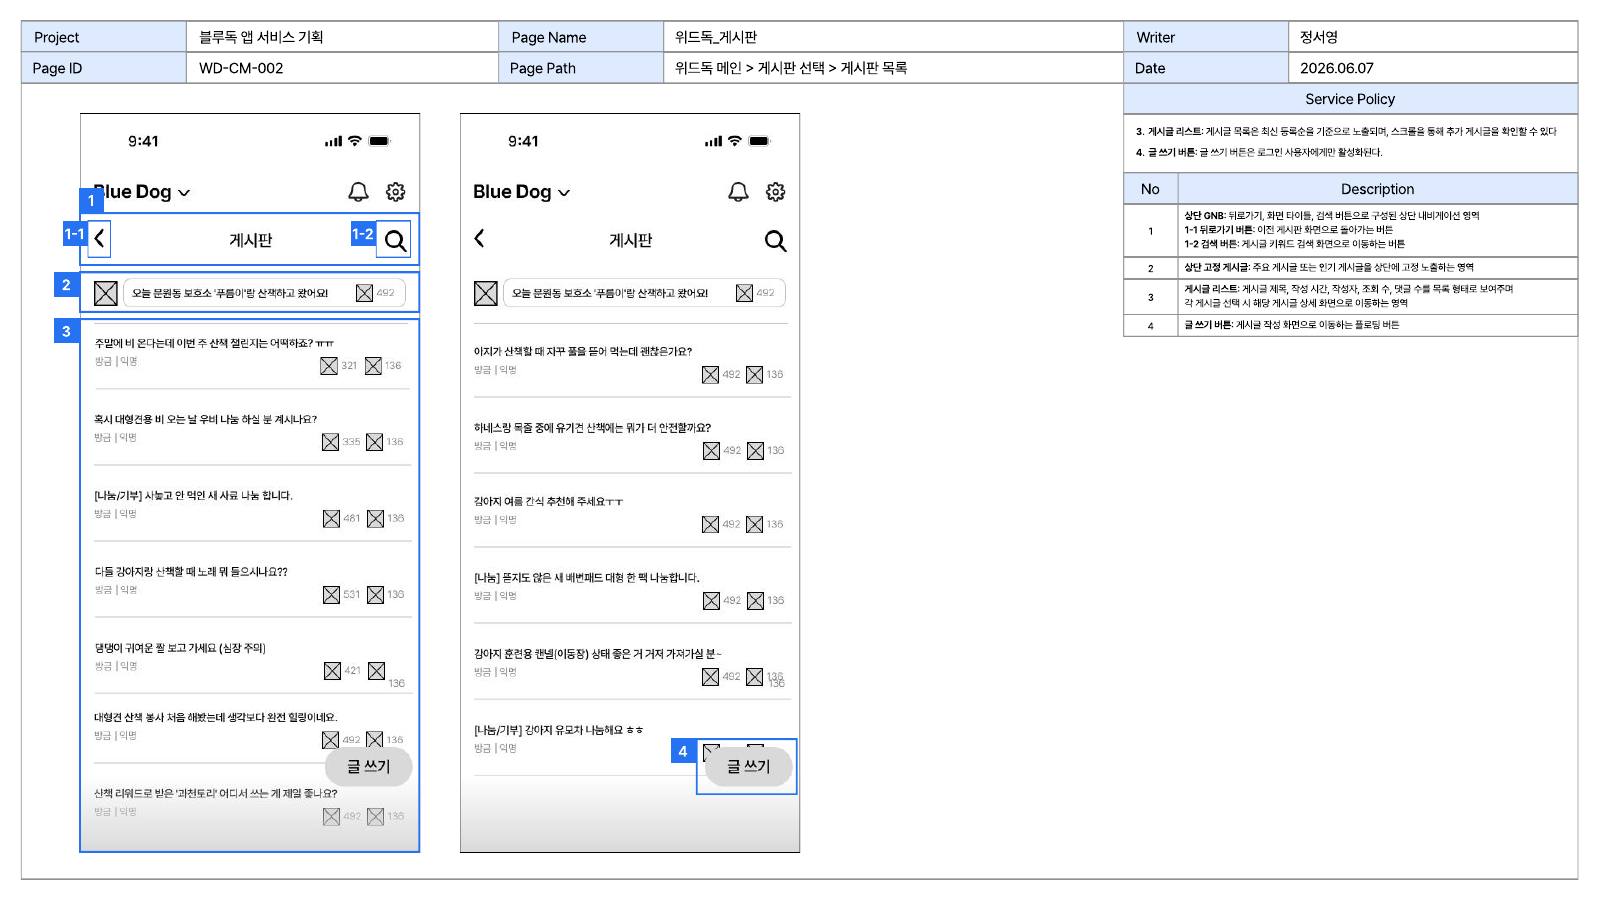 Project 블루독 앱 서비스 기획 Page Name 위드독_게시판 Writer 정서영
Page ID WD-CM-002 Page Path 위드독 메인 > 게시판 선택 > 게시판 목록 Date 2026.06.07
9:41
Blue Dog
1
1-1
게시판
1-2
2
오늘 문원동 보호소 '푸름이'랑 산책하고 왔어요!
492
3
주말에 비 온다는데 이번 주 산책 챌린지는 어떡하죠? ㅠㅠ
방금 | 익명
321 136
혹시 대형견용 비 오는 날 우비 나눔 하실 분 계시나요?
방금 | 익명
335 136
[나눔/기부] 사놓고 안 먹인 새 사료 나눔 합니다.
방금 | 익명
481 136
다들 강아지랑 산책할 때 노래 뭐 들으시나요??
방금 | 익명
531 136
댕댕이 귀여운 짤 보고 가세요 (심장 주의)
방금 | 익명
421
136
대형견 산책 봉사 처음 해봤는데 생각보다 완전 힐링이네요.
방금 | 익명
492 136
글 쓰기
산책 리워드로 받은 '과천토리' 어디서 쓰는 게 제일 좋나요?
방금 | 익명
492 136
9:41
Blue Dog
게시판
오늘 문원동 보호소 '푸름이'랑 산책하고 왔어요!
492
아지가 산책할 때 자꾸 풀을 뜯어 먹는데 괜찮은가요?
방금 | 익명
492 136
하네스랑 목줄 중에 유기견 산책에는 뭐가 더 안전할까요?
방금 | 익명
492 136
강아지 여름 간식 추천해 주세요ㅜㅜ
방금 | 익명
492 136
[나눔] 뜯지도 않은 새 배변패드 대형 한 팩 나눔합니다.
방금 | 익명
492 136
강아지 훈련용 캔넬(이동장) 상태 좋은 거 거저 가져가실 분~
방금 | 익명
492 136
136
[나눔/기부] 강아지 유모차 나눔해요 ㅎㅎ
방금 | 익명
4
글 쓰기
Service Policy
3. 게시글 리스트: 게시글 목록은 최신 등록순을 기준으로 노출되며, 스크롤을 통해 추가 게시글을 확인할 수 있다
4. 글 쓰기 버튼: 글 쓰기 버튼은 로그인 사용자에게만 활성화된다.
No Description
1
상단 GNB: 뒤로가기, 화면 타이틀, 검색 버튼으로 구성된 상단 내비게이션 영역
1-1 뒤로가기 버튼: 이전 게시판 화면으로 돌아가는 버튼
1-2 검색 버튼: 게시글 키워드 검색 화면으로 이동하는 버튼
2 상단 고정 게시글: 주요 게시글 또는 인기 게시글을 상단에 고정 노출하는 영역
3
게시글 리스트: 게시글 제목, 작성 시간, 작성자, 조회 수, 댓글 수를 목록 형태로 보여주며
각 게시글 선택 시 해당 게시글 상세 화면으로 이동하는 영역
4 글 쓰기 버튼: 게시글 작성 화면으로 이동하는 플로팅 버튼